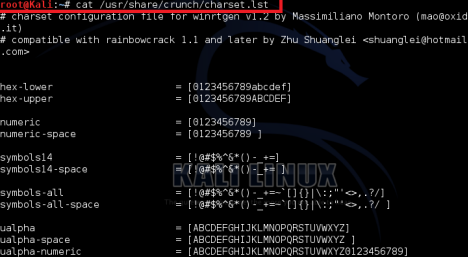 root@Kali:~# cat /usr/share/crunch/charset.lst
# charset configuration file for winrtgen v1.2 by Massimiliano Montoro (mao@oxid
.it)
# compatible with rainbowcrack 1.1 and later by Zhu Shuanglei <shuanglei@hotmail
.com>
hex-lower = [0123456789abcdef]
hex-upper = [0123456789ABCDEF]
numeric = [0123456789]
numeric-space = [0123456789 ]
symbols14 = [!@#$%^&*()-_+=]
symbols14-space = [!@#$%^&*()-_+= ]
symbols-all = [!@#$%^&*()-_+=~`[]{}|\:;"'<>,.?/]
symbols-all-space = [!@#$%^&*()-_+=~`[]{}|\:;"'<>,.?/ ]
KALI LINUX
ualpha = [ABCDEFGHIJKLMNOPQRSTUVWXYZ]
ualpha-space = [ABCDEFGHIJKLMNOPQRSTUVWXYZ ]
ualpha-numeric = [ABCDEFGHIJKLMNOPQRSTUVWXYZ0123456789]